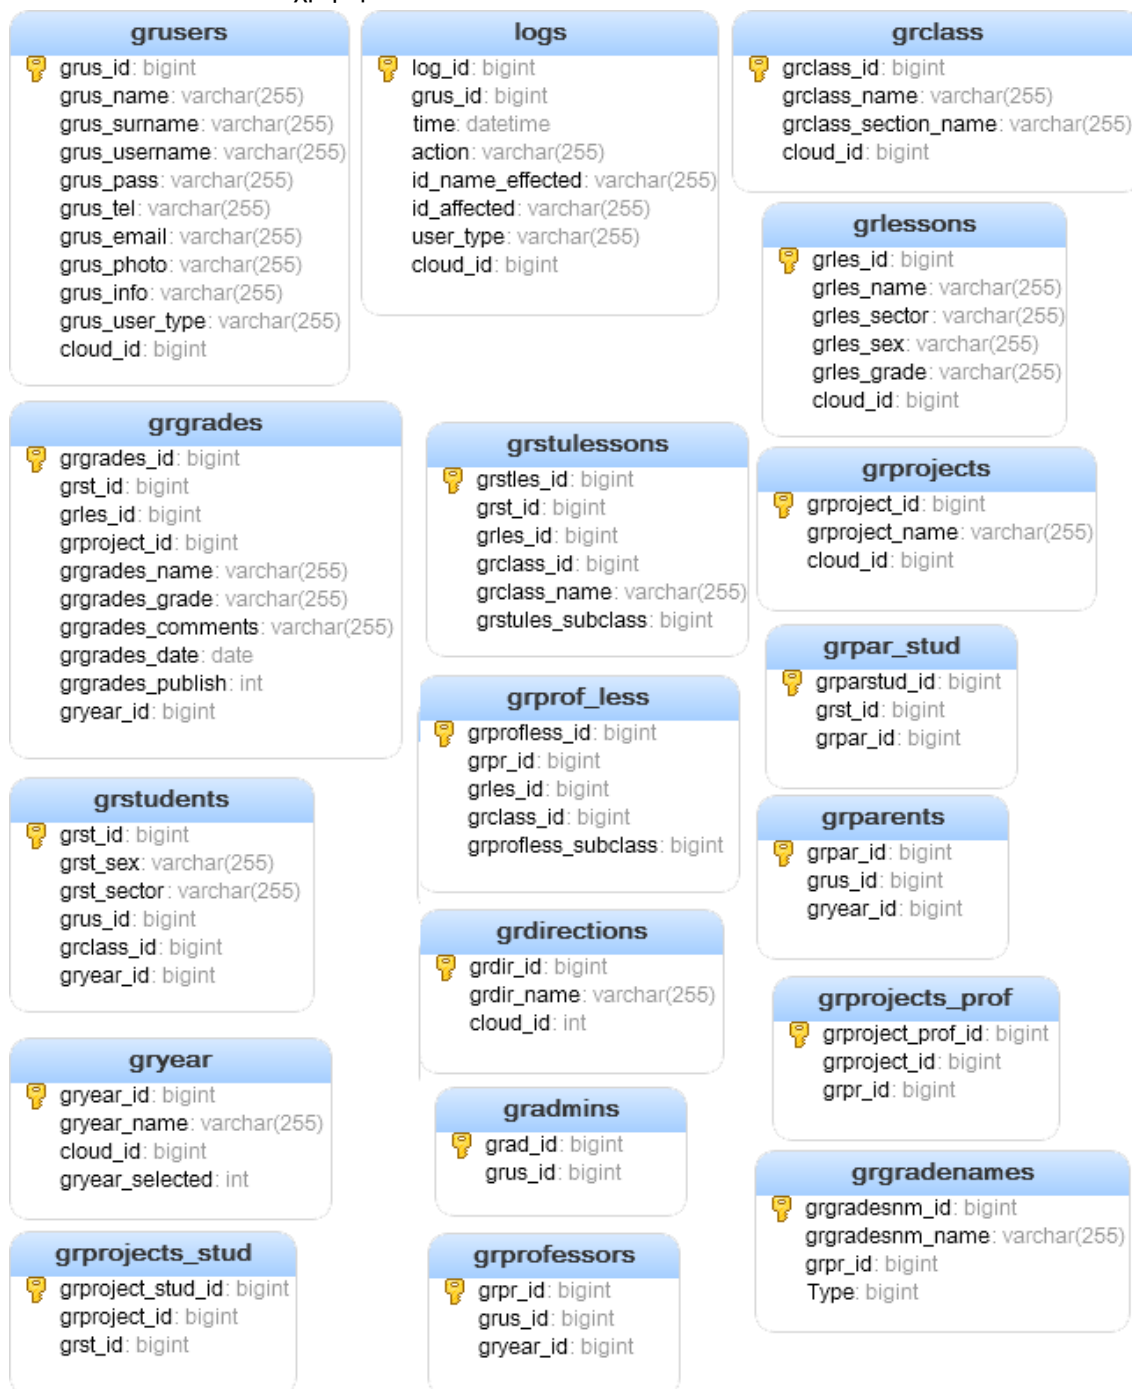 grusers
grus_id: bigint
grus_name: varchar(255)
grus_surname: varchar(255)
grus_username: varchar(255)
grus_pass: varchar(255)
grus_tel: varchar(255)
grus_email: varchar(255)
grus_photo: varchar(255)
grus_info: varchar(255)
grus_user_type: varchar(255)
cloud_id: bigint
logs
log_id: bigint
grus_id: bigint
time: datetime
action: varchar(255)
id_name_effected: varchar(255)
id_affected: varchar(255)
user_type: varchar(255)
cloud_id: bigint
grclass
grclass_id: bigint
grclass_name: varchar(255)
grclass_section_name: varchar(255)
cloud_id: bigint
grlessons
grles_id: bigint
grles_name: varchar(255)
grles_sector: varchar(255)
grles_sex: varchar(255)
grles_grade: varchar(255)
cloud_id: bigint
grgrades
grgrades_id: bigint
grst_id: bigint
grles_id: bigint
grproject_id: bigint
grgrades_name: varchar(255)
grgrades_grade: varchar(255)
grgrades_comments: varchar(255)
grgrades_date: date
grgrades_publish: int
gryear_id: bigint
grstulessons
grstles_id: bigint
grst_id: bigint
grles_id: bigint
grclass_id: bigint
grclass_name: varchar(255)
grstules_subclass: bigint
grprojects
grproject_id: bigint
grproject_name: varchar(255)
cloud_id: bigint
grpar_stud
grparstud_id: bigint
grst_id: bigint
grpar_id: bigint
grprof_less
grprofless_id: bigint
grpr_id: bigint
grles_id: bigint
grclass_id: bigint
grprofless_subclass: bigint
grstudents
grst_id: bigint
grst_sex: varchar(255)
grst_sector: varchar(255)
grus_id: bigint
grclass_id: bigint
gryear_id: bigint
grparents
grpar_id: bigint
grus_id: bigint
gryear_id: bigint
grdirections
grdir_id: bigint
grdir_name: varchar(255)
cloud_id: int
grprojects_prof
grproject_prof_id: bigint
grproject_id: bigint
grpr_id: bigint
gryear
gryear_id: bigint
gryear_name: varchar(255)
cloud_id: bigint
gryear_selected: int
gradmins
grad_id: bigint
grus_id: bigint
grgradenames
grgradesnm_id: bigint
grgradesnm_name: varchar(255)
grpr_id: bigint
Type: bigint
grprojects_stud
grproject_stud_id: bigint
grproject_id: bigint
grst_id: bigint
grprofessors
grpr_id: bigint
grus_id: bigint
gryear_id: bigint